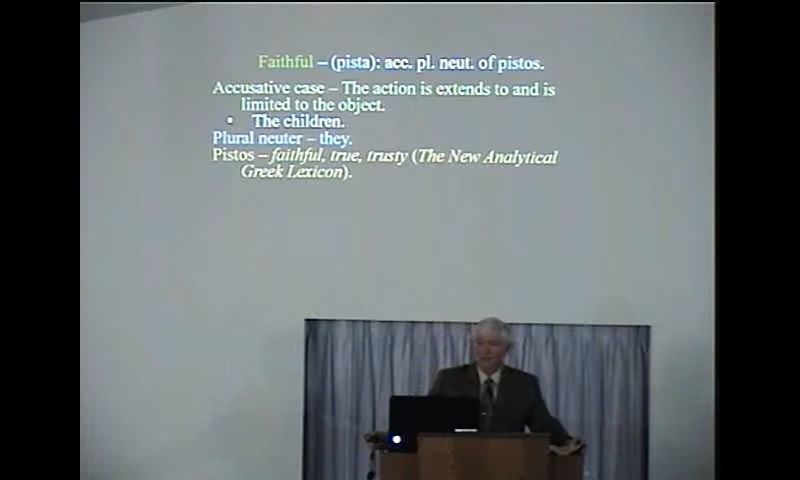 Faithful – (pista): acc. pl. neut. of pistos.
Accusative case – The action is extends to and is
limited to the object.
• The children.
Plural neuter – they.
Pistos – faithful, true, trusty (The New Analytical
Greek Lexicon).